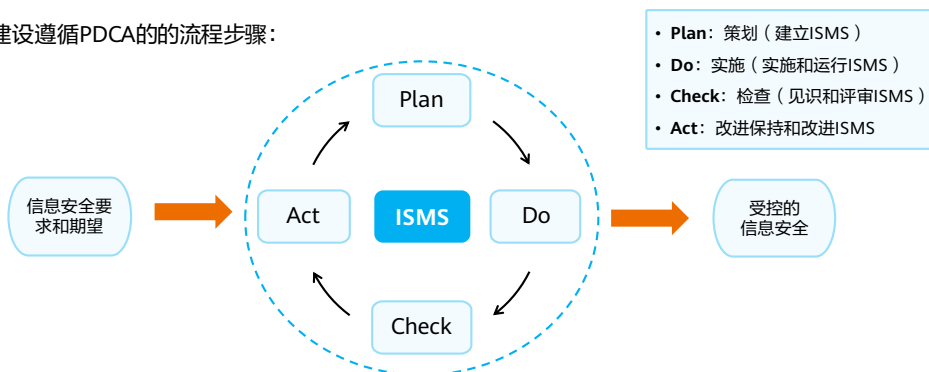 建设遵循PDCA的的流程步骤：
• Plan：策划（建立ISMS）
• Do：实施（实施和运行ISMS）
• Check：检查（见识和评审ISMS）
• Act：改进保持和改进ISMS
Plan
信息安全要
求和期望
Act
ISMS
Do
受控的
信息安全
Check